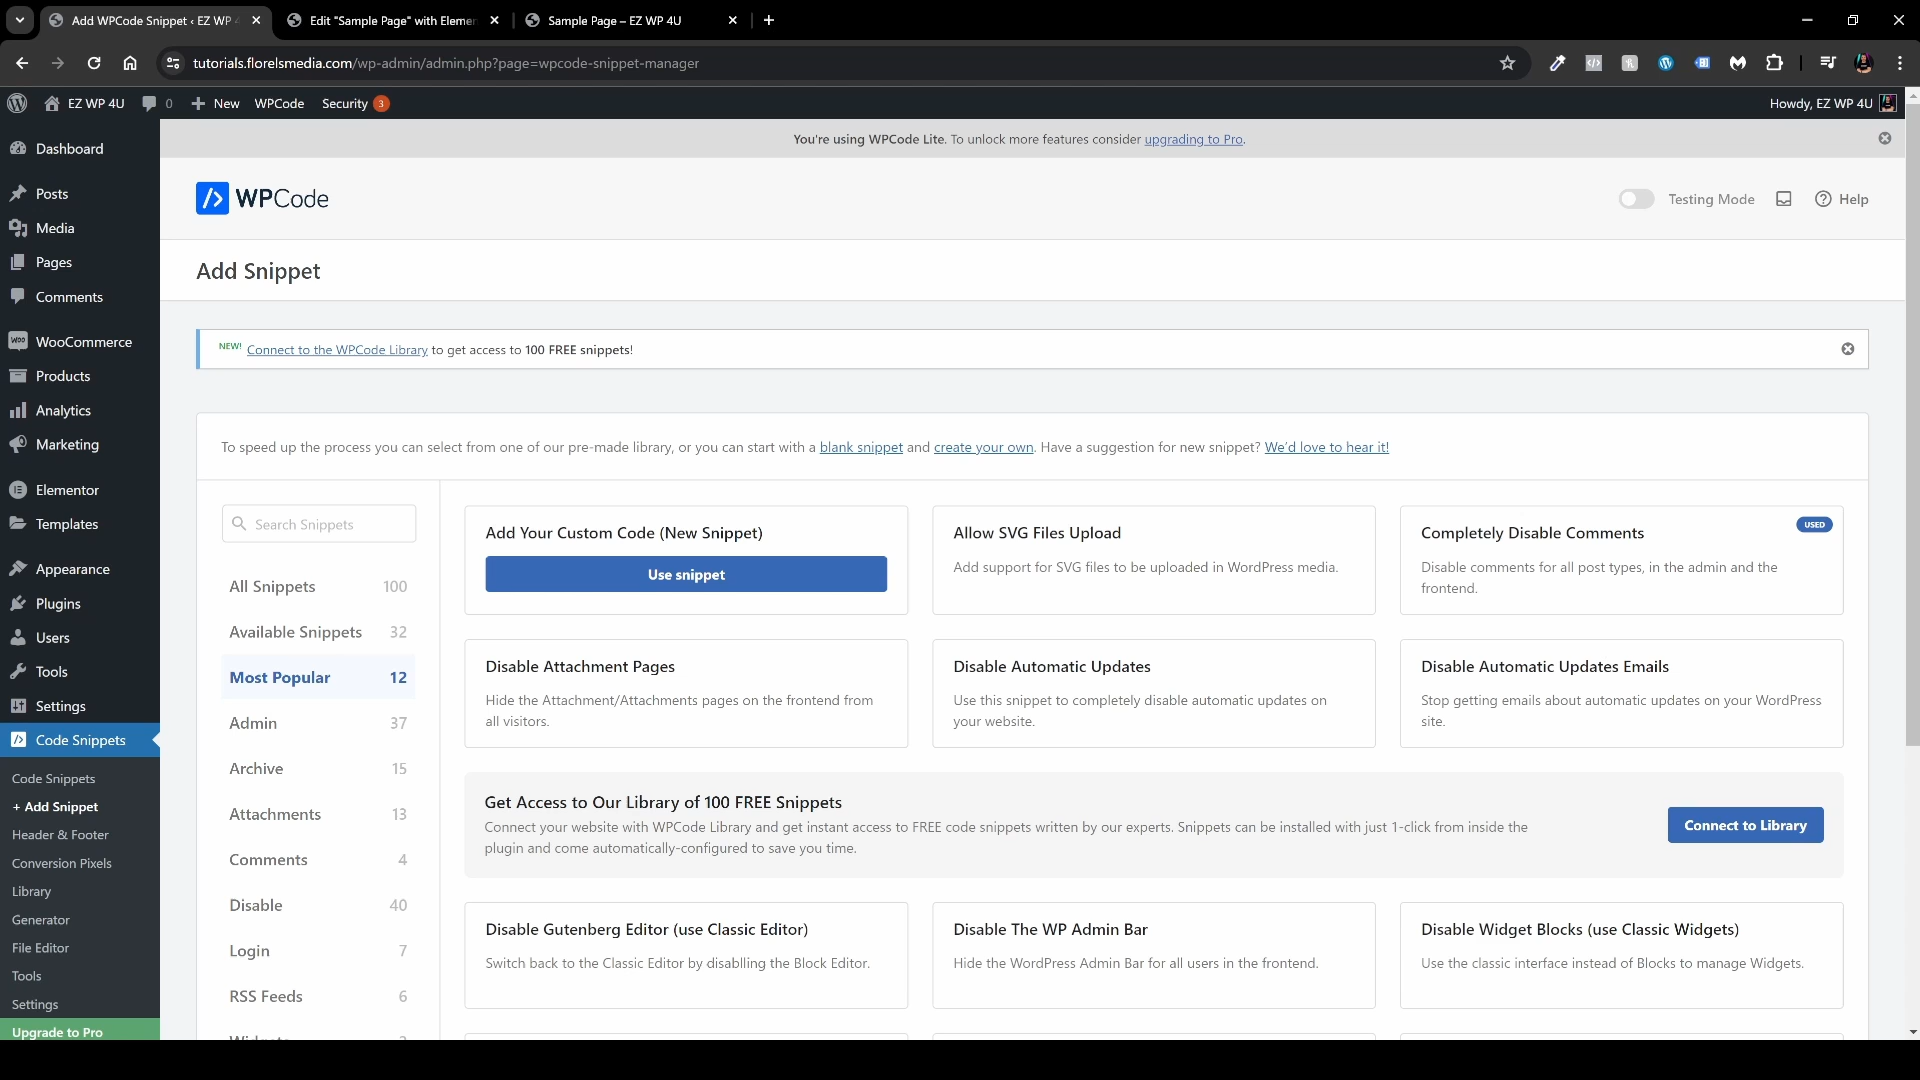 Add WPCode Snippet ‹ EZ WP 4
Edit "Sample Page" with Elemen
Sample Page – EZ WP 4U
tutorials.florelsmedia.com/wp-admin/admin.php?page=wpcode-snippet-manager
EZ WP 4U
0
New
WPCode
Security 3
Howdy, EZ WP 4U
You're using WPCode Lite. To unlock more features consider upgrading to Pro.
Dashboard
Posts
Media
Pages
Comments
WooCommerce
Products
Analytics
Marketing
Elementor
Templates
Appearance
Plugins
Users
Tools
Settings
Code Snippets
Code Snippets
+ Add Snippet
Header & Footer
Conversion Pixels
Library
Generator
File Editor
Tools
Settings
Upgrade to Pro
WPCode
Testing Mode
Help
Add Snippet
NEW! Connect to the WPCode Library to get access to 100 FREE snippets!
To speed up the process you can select from one of our pre-made library, or you can start with a blank snippet and create your own. Have a suggestion for new snippet? We'd love to hear it!
Search Snippets
All Snippets 100
Available Snippets 32
Most Popular 12
Admin 37
Archive 15
Attachments 13
Comments 4
Disable 40
Login 7
RSS Feeds 6
Add Your Custom Code (New Snippet)
Use snippet
Allow SVG Files Upload
Add support for SVG files to be uploaded in WordPress media.
Completely Disable Comments
USED
Disable comments for all post types, in the admin and the
frontend.
Disable Attachment Pages
Hide the Attachment/Attachments pages on the frontend from
all visitors.
Disable Automatic Updates
Use this snippet to completely disable automatic updates on
your website.
Disable Automatic Updates Emails
Stop getting emails about automatic updates on your WordPress
site.
Get Access to Our Library of 100 FREE Snippets
Connect your website with WPCode Library and get instant access to FREE code snippets written by our experts. Snippets can be installed with just 1-click from inside the
plugin and come automatically-configured to save you time.
Connect to Library
Disable Gutenberg Editor (use Classic Editor)
Switch back to the Classic Editor by disablling the Block Editor.
Disable The WP Admin Bar
Hide the WordPress Admin Bar for all users in the frontend.
Disable Widget Blocks (use Classic Widgets)
Use the classic interface instead of Blocks to manage Widgets.